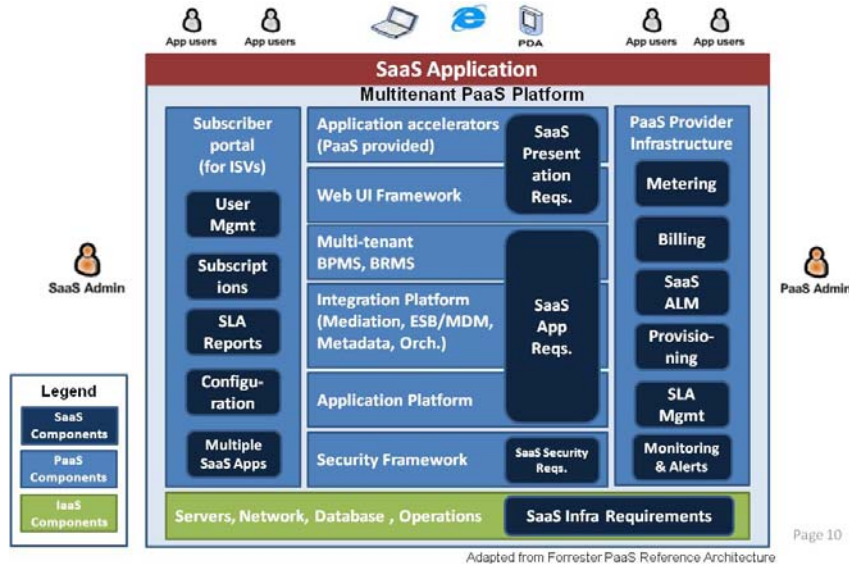 App users
App users
PDA
App users
App users
SaaS Application
Multitenant PaaS Platform
Subscriber
portal
(for ISVs)
User
Mgmt
Subscript
ions
SLA
Reports
Configu-
ration
Multiple
SaaS Apps
Application accelerators
(PaaS provided)
Web UI Framework
Multi-tenant
BPMS, BRMS
Integration Platform
(Mediation, ESB/MDM,
Metadata, Orch.)
Application Platform
Security Framework
SaaS
Present
ation
Reqs.
SaaS
App
Reqs.
SaaS Security
Reqs.
PaaS Provider
Infrastructure
Metering
Billing
SaaS
ALM
Provisio-
ning
SLA
Mgmt
Monitoring
& Alerts
SaaS Admin
PaaS Admin
Legend
SaaS
Components
PaaS
Components
IaaS
Components
Servers, Network, Database , Operations
SaaS Infra Requirements
Page 10
Adapted from Forrester PaaS Reference Architecture